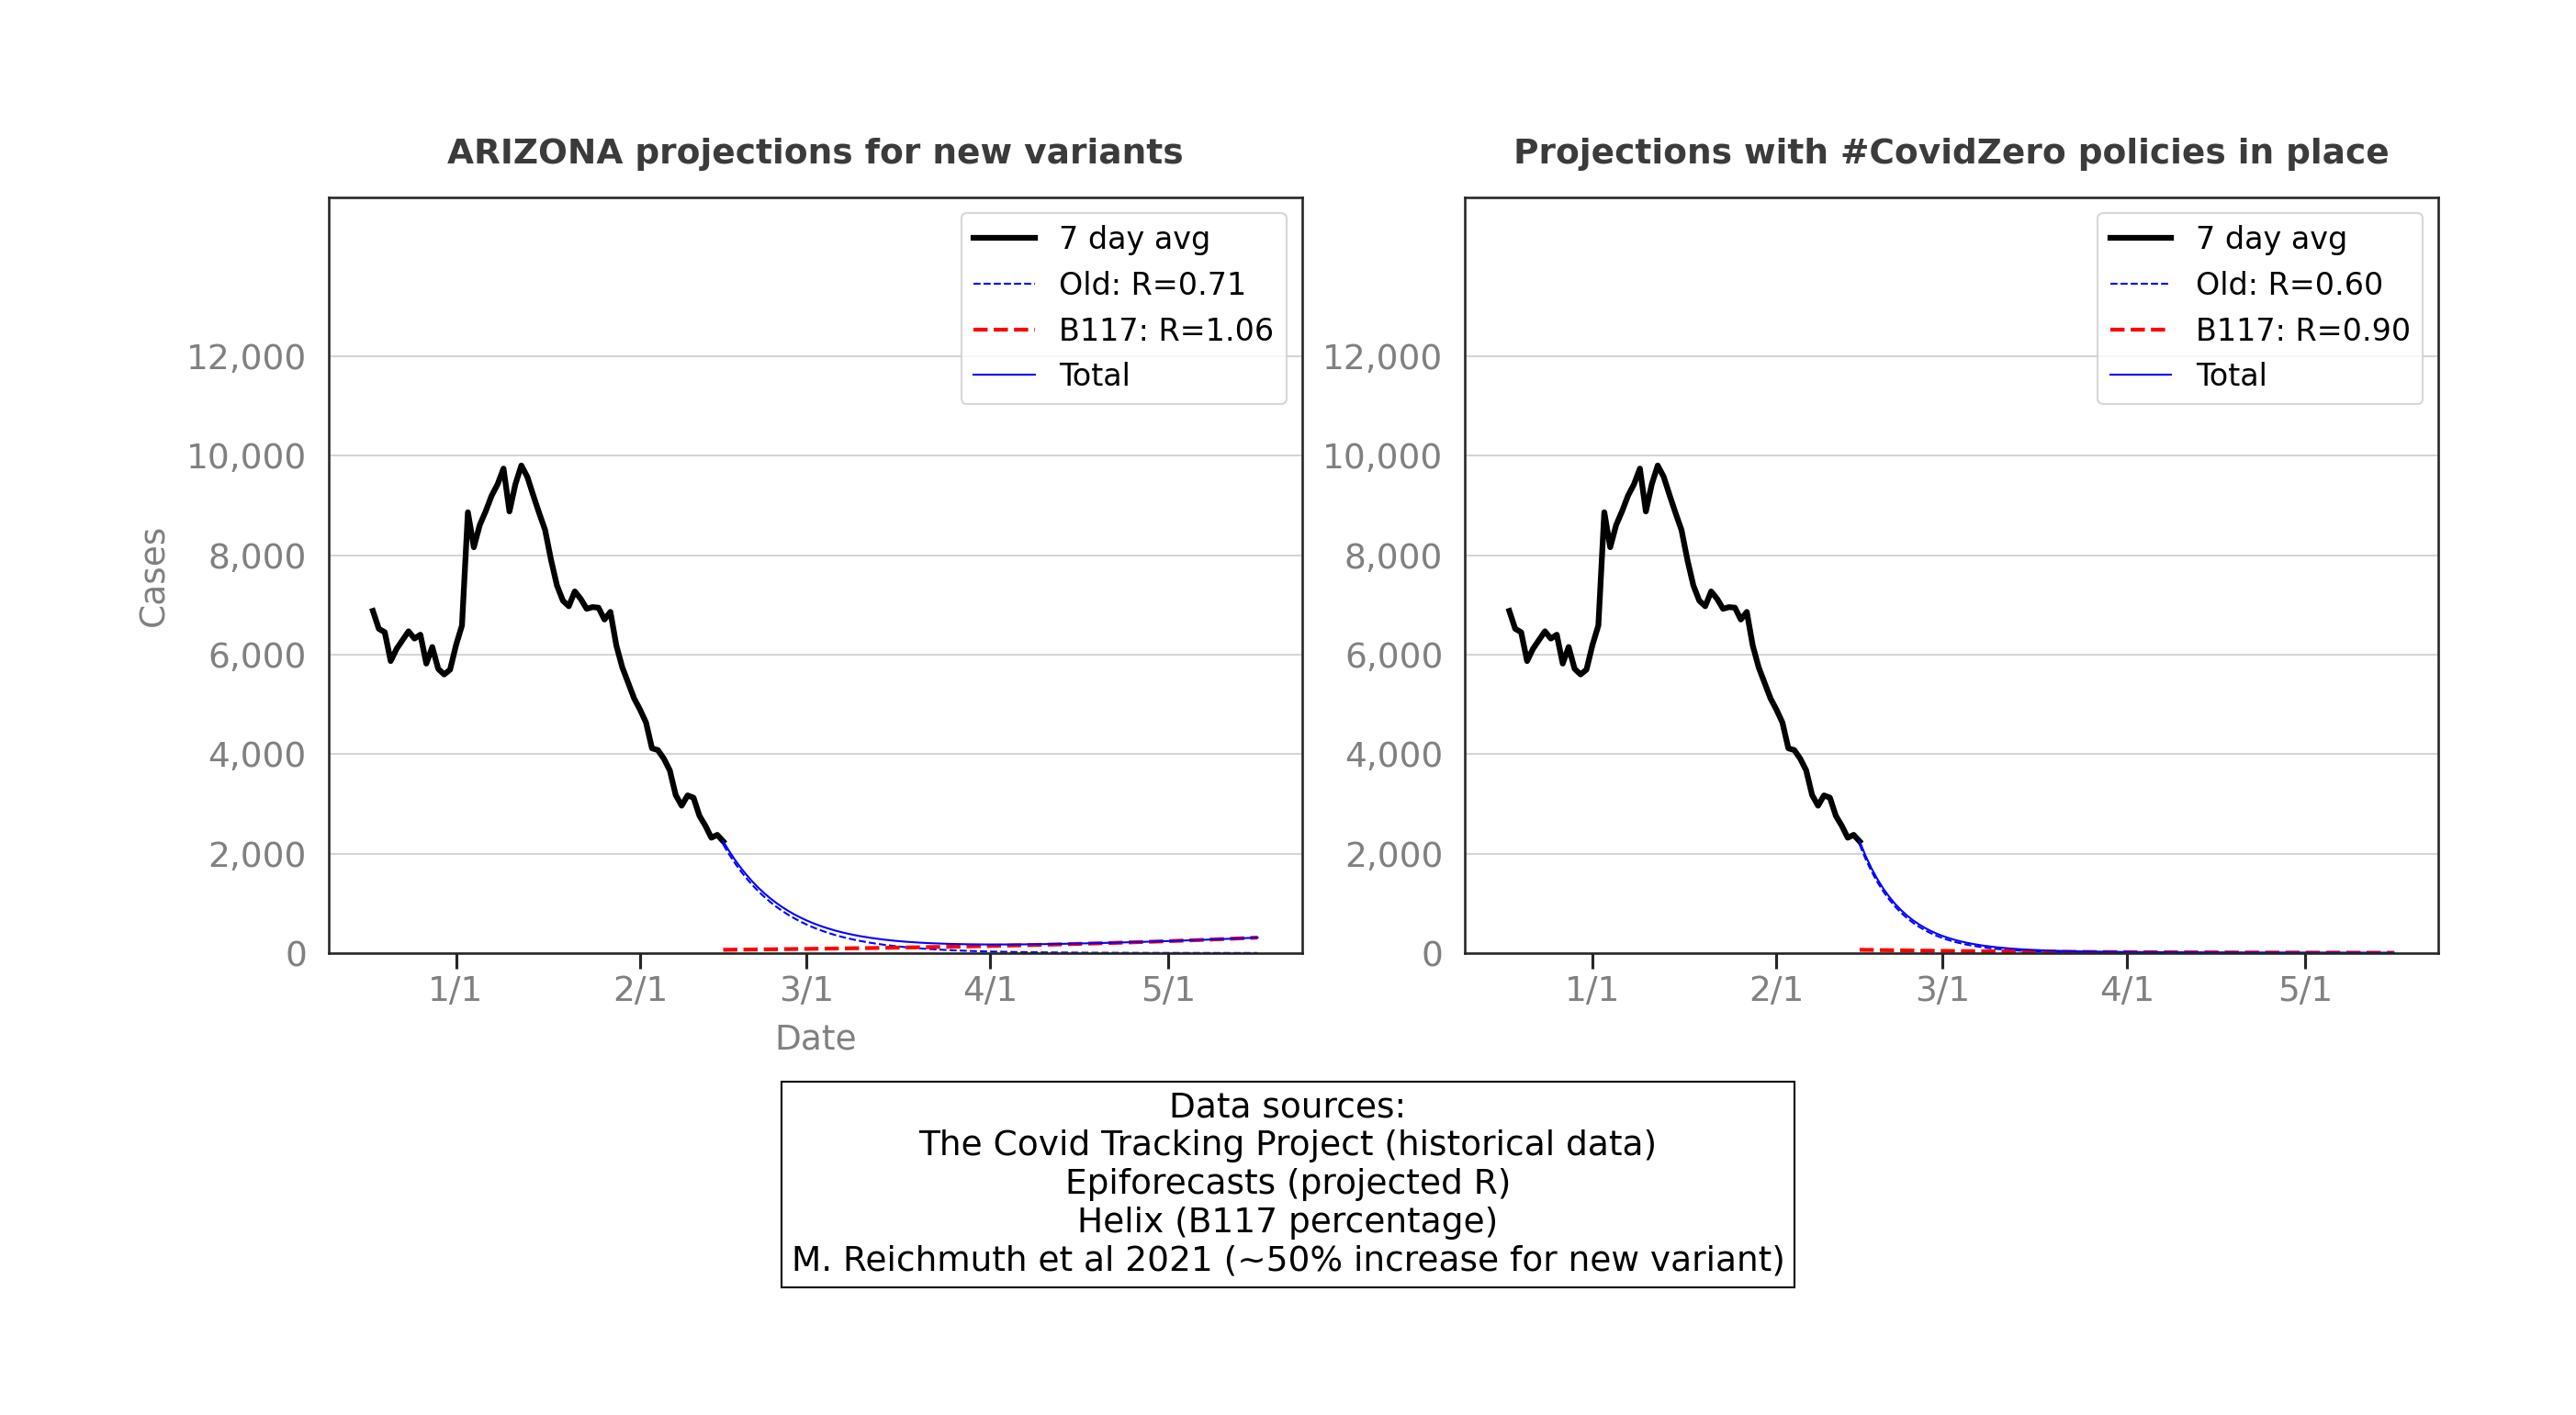 ARIZONA projections for new variants
Cases
12,000
10,000
8,000
6,000
4,000
2,000
0
7 day avg
Old: R=0.71
B117: R=1.06
Total
1/1
2/1
3/1
4/1
5/1
Date
Projections with #CovidZero policies in place
12,000
10,000
8,000
6,000
4,000
2,000
0
7 day avg
Old: R=0.60
B117: R=0.90
Total
1/1
2/1
3/1
4/1
5/1
Data sources:
The Covid Tracking Project (historical data)
Epiforecasts (projected R)
Helix (B117 percentage)
M. Reichmuth et al 2021 (~50% increase for new variant)